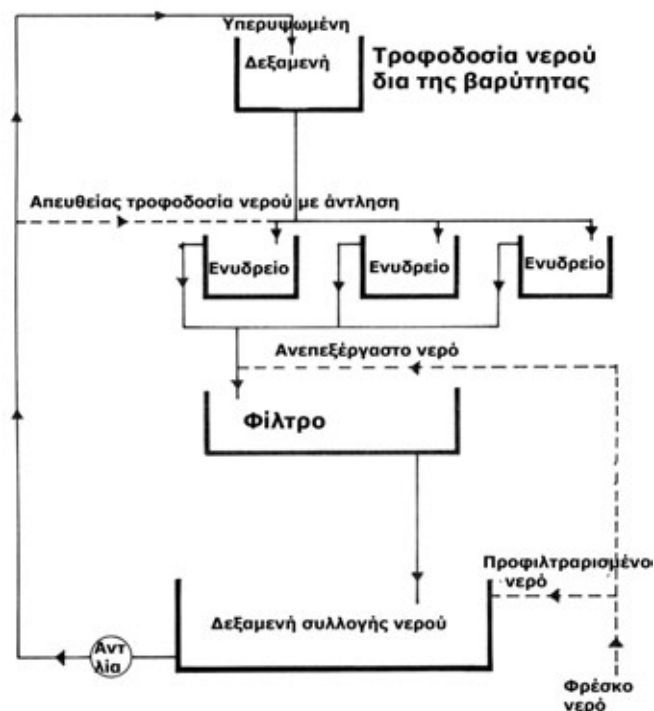 Υπερυψωμένη
Δεξαμενή
Τροφοδοσία νερού
δια της βαρύτητας
Απευθείας τροφοδοσία νερού με άντληση
Ενυδρείο
Ενυδρείο
Ενυδρείο
Ανεπεξέργαστο νερό
Φίλτρο
Προφιλτραρισμένο
νερό
Δεξαμενή συλλογής νερού
Άντ
λία
Φρέσκο
νερό